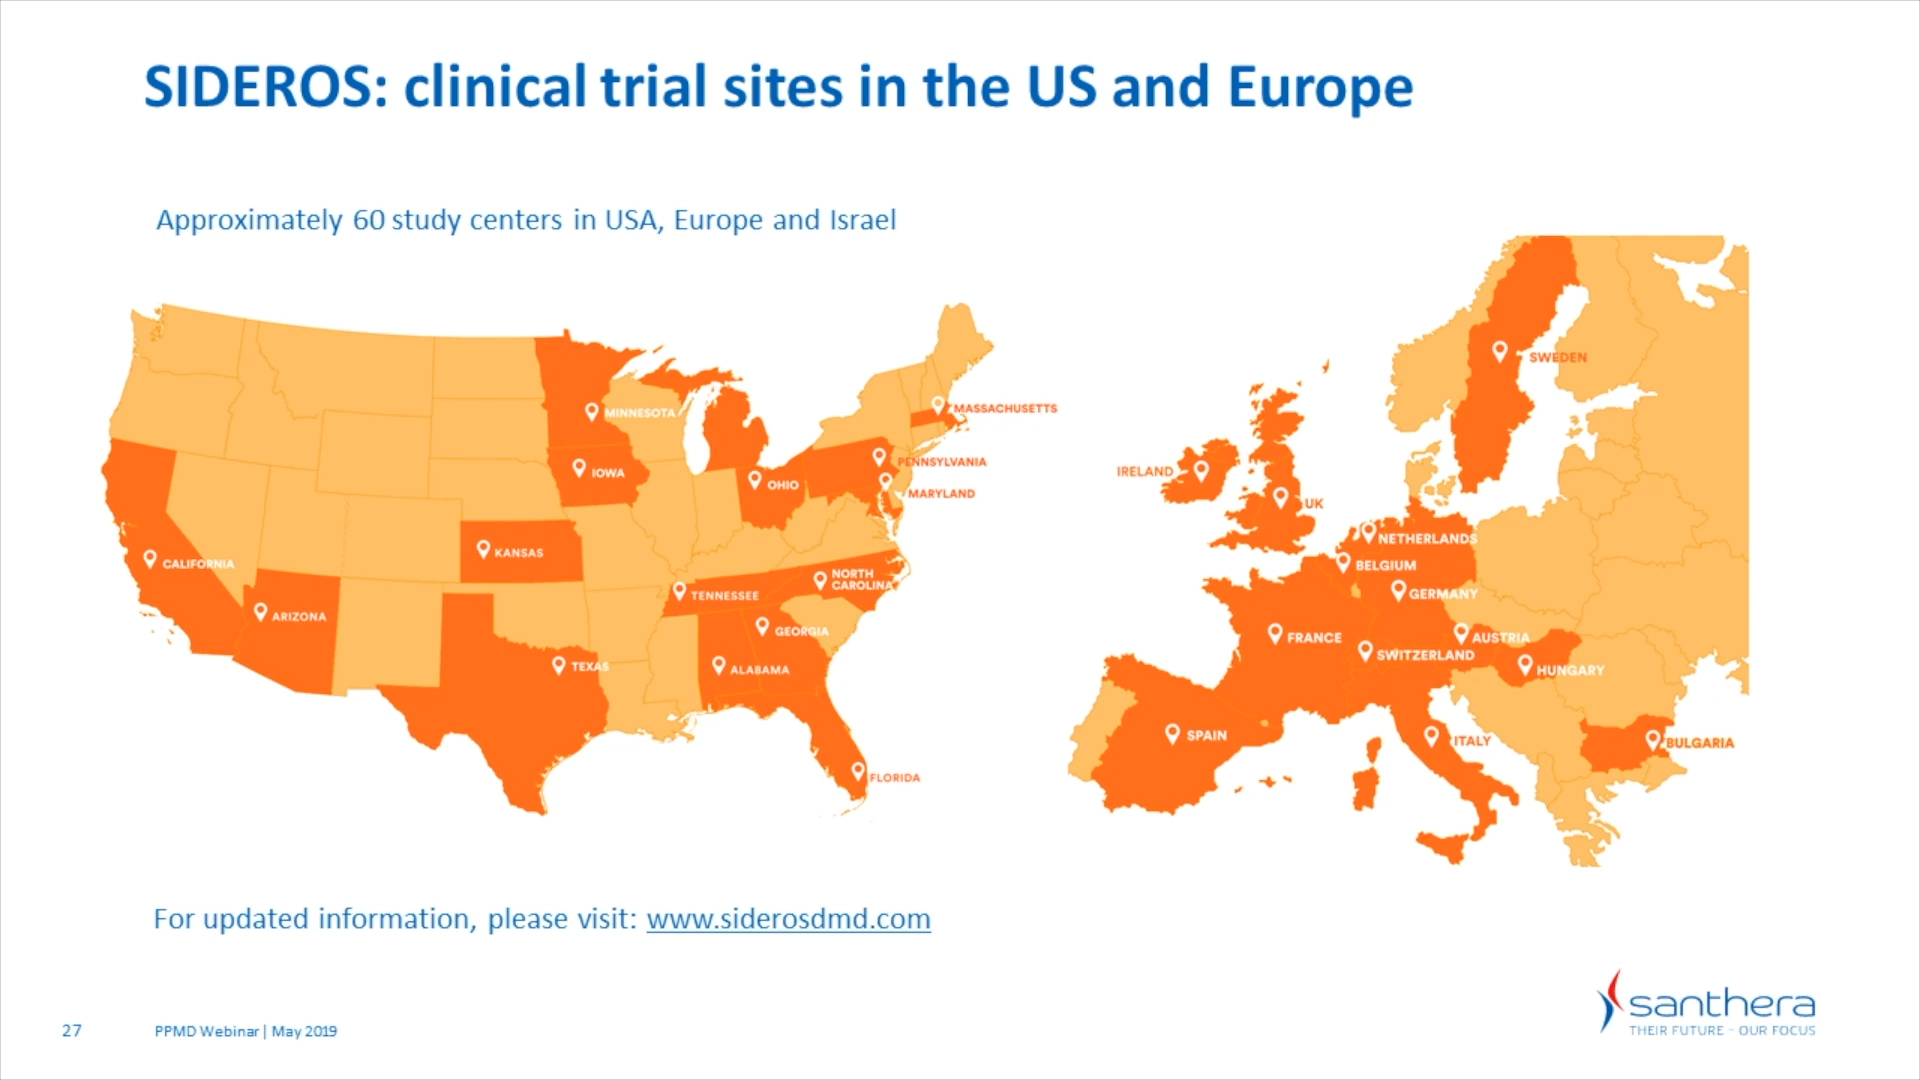 SIDEROS: clinical trial sites in the US and Europe
Approximately 60 study centers in USA, Europe and Israel
MINNESOTA
IOWA
OHIO
MASSACHUSETTS
PENNSYLVANIA
MARYLAND
CALIFORNIA
KANSAS
ARIZONA
TENNESSEE
NORTH
CAROLINA
GEORGIA
TEXAS
ALABAMA
FLORIDA
SWEDEN
IRELAND
UK
NETHERLANDS
BELGIUM
GERMANY
FRANCE
AUSTRIA
SWITZERLAND
HUNGARY
SPAIN
ITALY
BULGARIA
For updated information, please visit: www.siderosdmd.com
santhera
THEIR FUTURE - OUR FOCUS
27
PPMD Webinar | May 2019